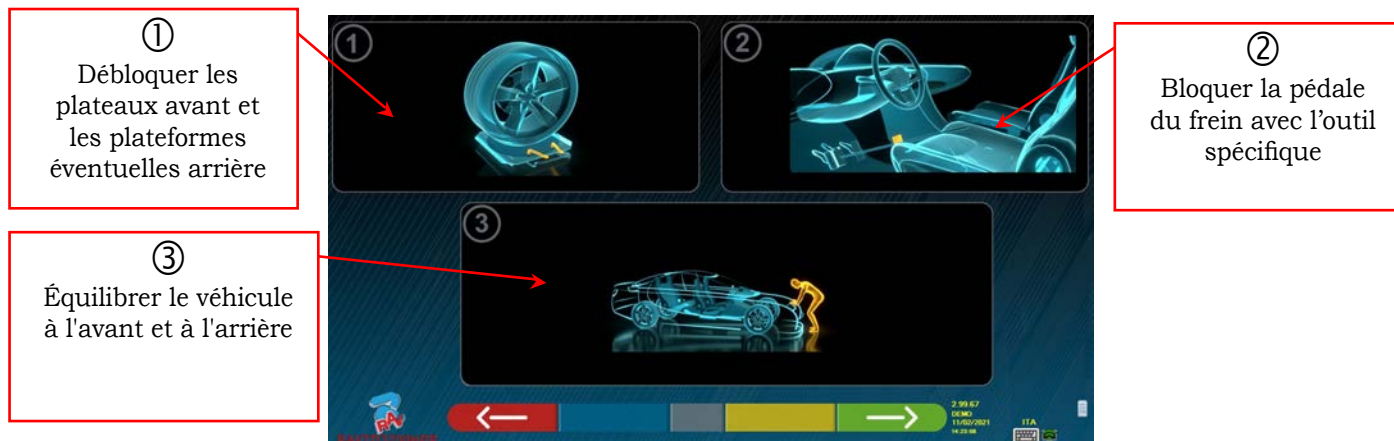 ①
Débloquer les
plateaux avant et
les plateformes
éventuelles arrière
②
Bloquer la pédale
du frein avec l’outil
spécifique
③
Équilibrer le véhicule
à l'avant et à l'arrière
1
2
3
2.99.67
DEMO
11/02/2021
ITA